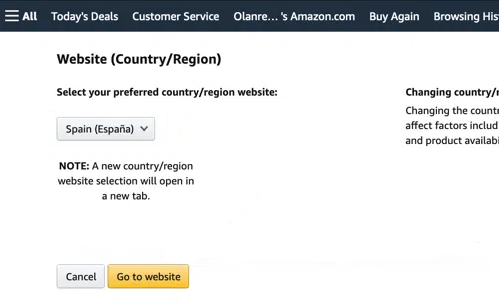 All Today's Deals Customer Service Olanre... 's Amazon.com Buy Again Browsing His
Website (Country/Region)
Select your preferred country/region website:
Spain (España)
NOTE: A new country/region
website selection will open in
a new tab.
Cancel Go to website
Changing country/r
Changing the countr
affect factors includ
and product availabi